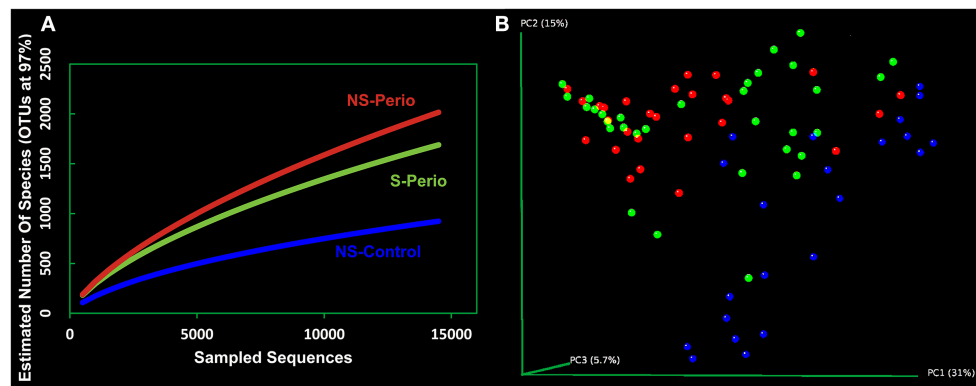 A
Estimated Number Of Species (OTUs at 97%)
2500
2000
1500
1000
500
0
NS-Perio
S-Perio
NS-Control
0 5000 10000 15000
Sampled Sequences
B
PC2 (15%)
PC3 (5.7%)
PC1 (31%)